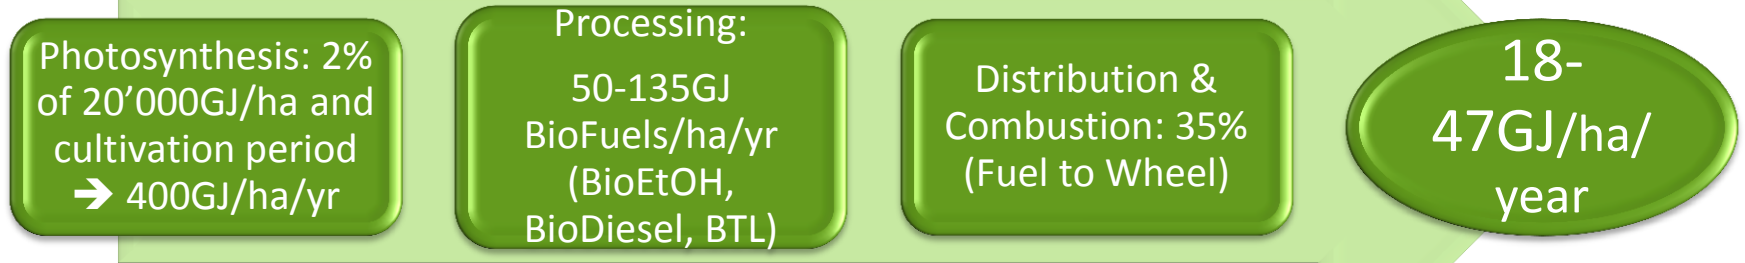 Photosynthesis: 2%
of 20’000GJ/ha and
cultivation period
➔ 400GJ/ha/yr
Processing:
50-135GJ
BioFuels/ha/yr
(BioEtOH,
BioDiesel, BTL)
Distribution &
Combustion: 35%
(Fuel to Wheel)
18-
47GJ/ha/
year